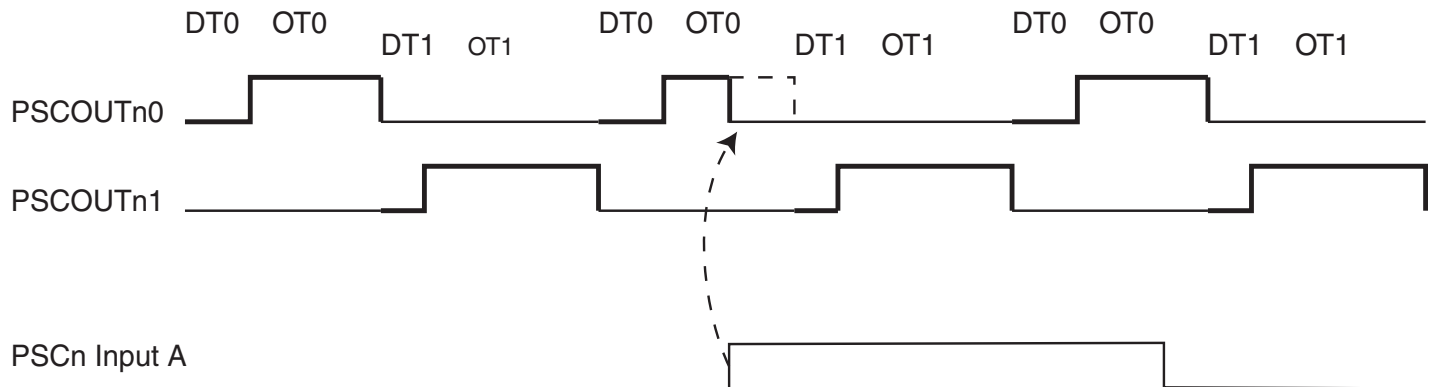 DT0 OT0 DT0 OT0 DT0 OT0
DT1 OT1 DT1 OT1 DT1 OT1
PSCOUTn0
PSCOUTn1
PSCn Input A